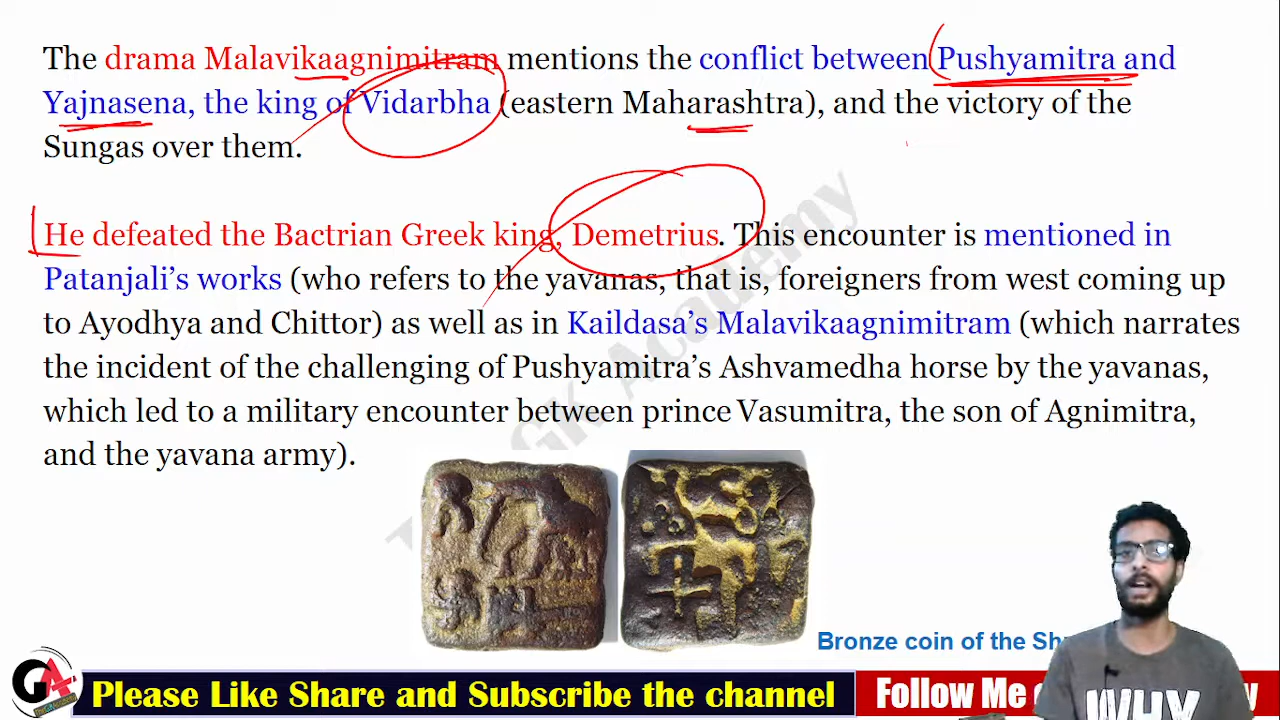 The drama Malavikaagnimitram mentions the conflict between Pushyamitra and
Yajnasena, the king of Vidarbha (eastern Maharashtra), and the victory of the
Sungas over them.
He defeated the Bactrian Greek king, Demetrius. This encounter is mentioned in
Patanjali's works (who refers to the yavanas, that is, foreigners from west coming up
to Ayodhya and Chittor) as well as in Kaildasa's Malavikaagnimitram (which narrates
the incident of the challenging of Pushyamitra's Ashvamedha horse by the yavanas,
which led to a military encounter between prince Vasumitra, the son of Agnimitra,
and the yavana army).
GK Academy
Bronze coin of the
GA
Please Like Share and Subscribe the channel
Follow Me
WHY